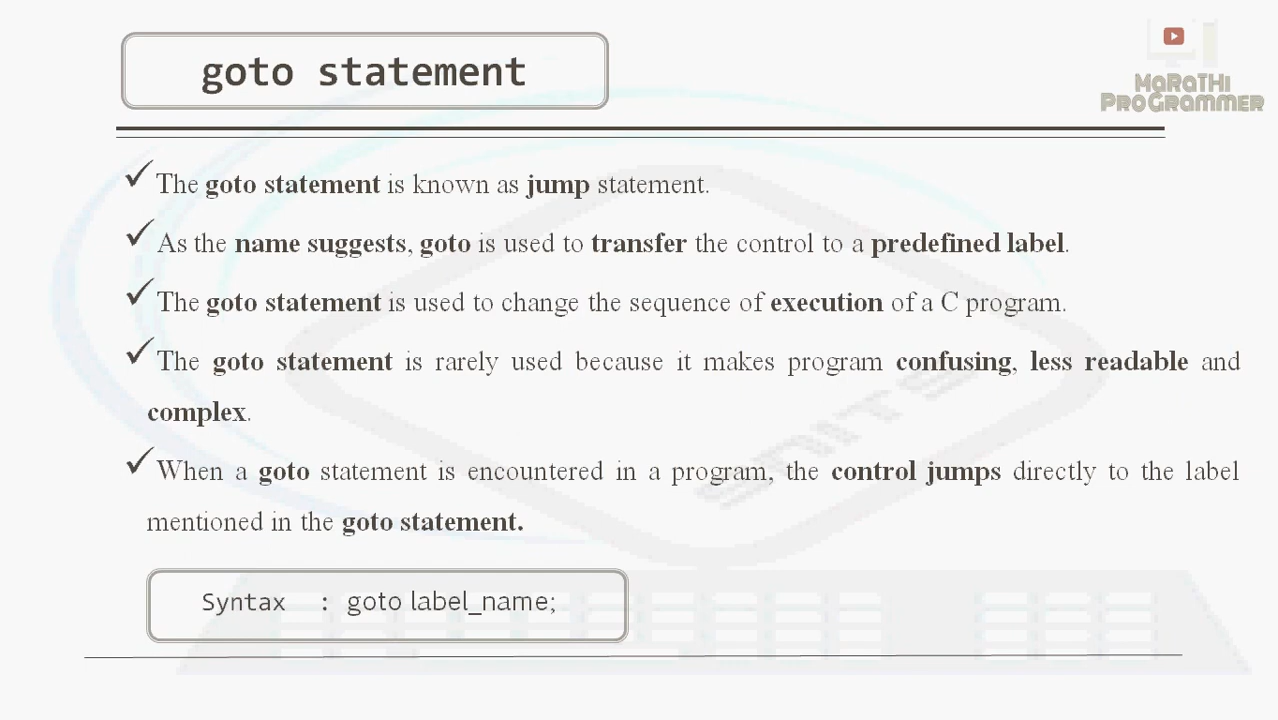 goto statement
MaRaTHi
ProGrammer
✓The goto statement is known as jump statement.
✓As the name suggests, goto is used to transfer the control to a predefined label.
✓The goto statement is used to change the sequence of execution of a C program.
✓The goto statement is rarely used because it makes program confusing, less readable and
complex.
✓When a goto statement is encountered in a program, the control jumps directly to the label
mentioned in the goto statement.
Syntax : goto label_name;